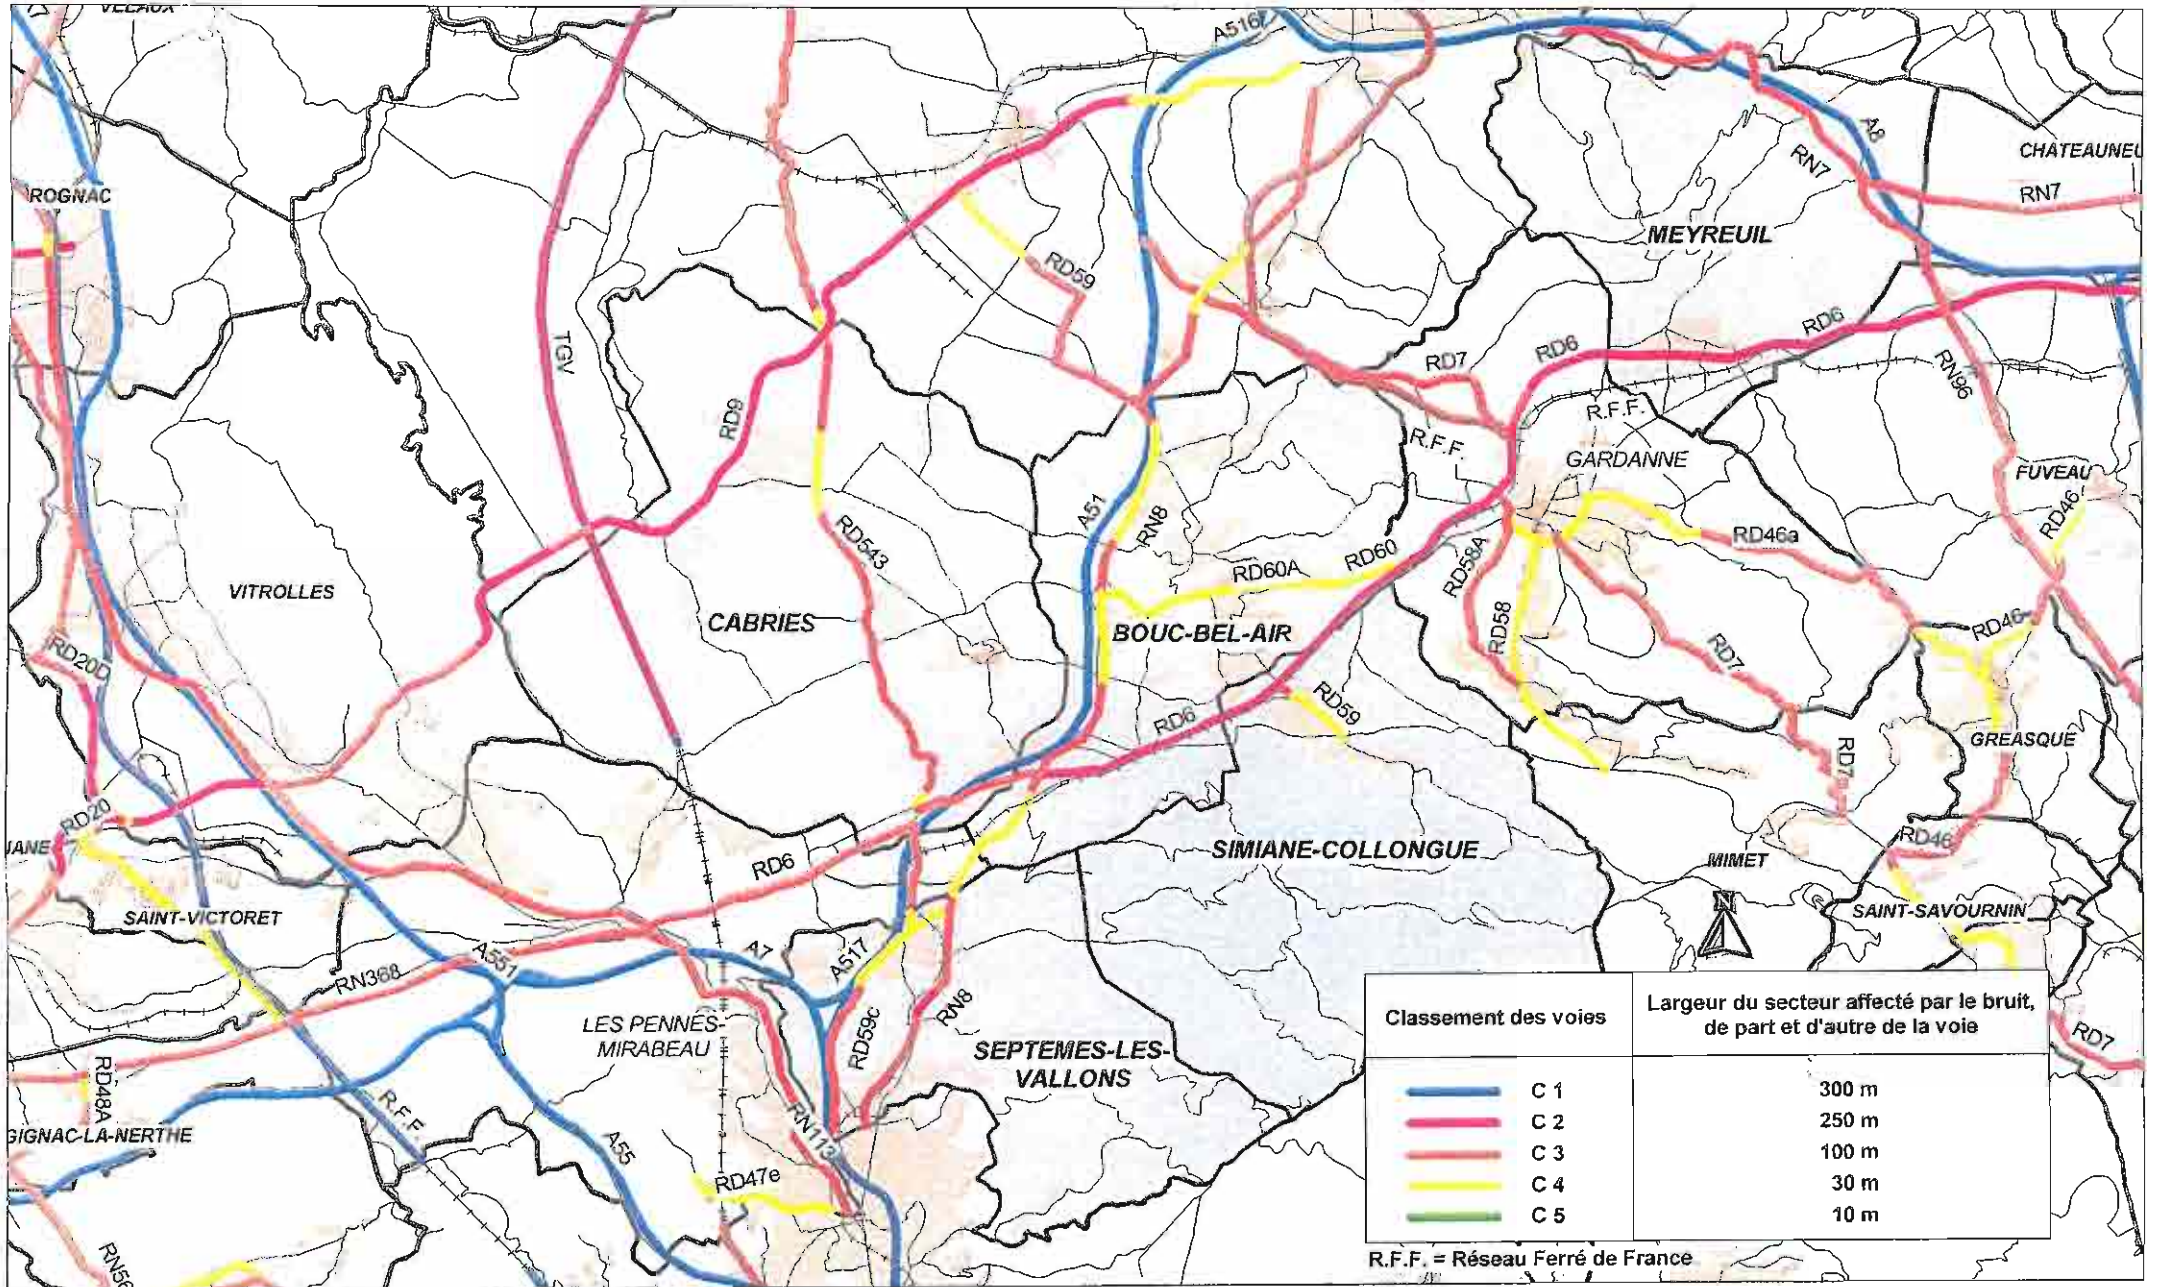 VELAUX
A516
A8
CHATEAUNEU
RN7
RN7
ROGNAC
MEYREUIL
RD59
TGV
RD6
RD7
RD6
RN96
RD9
R.F.F.
R.F.F.
GARDANNE
FUVEAU
A51
RN8
RD46
RD543
RD46a
RD60
RD60A
RD58A
VITROLLES
CABRIES
BOUC-BEL-AIR
RD58
RD46
RD20D
RD7
RD59
RD6
GREASQUE
RD7
RD20
IANE
RD6
SIMIANE-COLLONGUE
MIMET
RD46
SAINT-VICTORET
N
SAINT-SAVOURNIN
A7
A517
A551
RN368
LES PENNES-
MIRABEAU
RD59c
RN8
SEPTEMES-LES-
VALLONS
RD7
RD48A
R.F.F.
GIGNAC-LA-NERTHE
A55
RN113
RD47e
RN56
Classement des voies
Largeur du secteur affecté par le bruit,
de part et d'autre de la voie
C 1 300 m
C 2 250 m
C 3 100 m
C 4 30 m
C 5 10 m
R.F.F. = Réseau Ferré de France